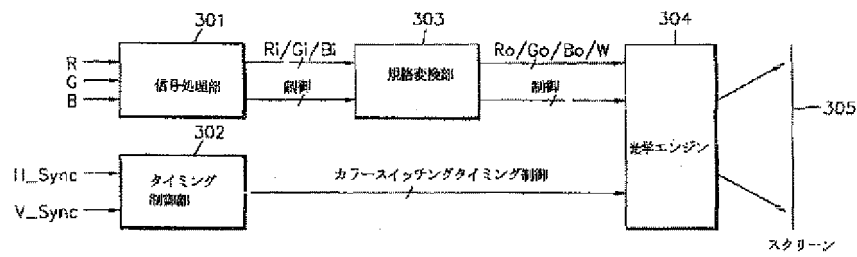 301
303
304
Ri/Gi/Bi
Ro/Go/Bo/W
R
G
B
信号処理部
制御
規格変換部
制御
305
302
光学エンジン
H_Sync
V_Sync
タイミング
制御部
カラースイッチングタイミング制御
スクリーン